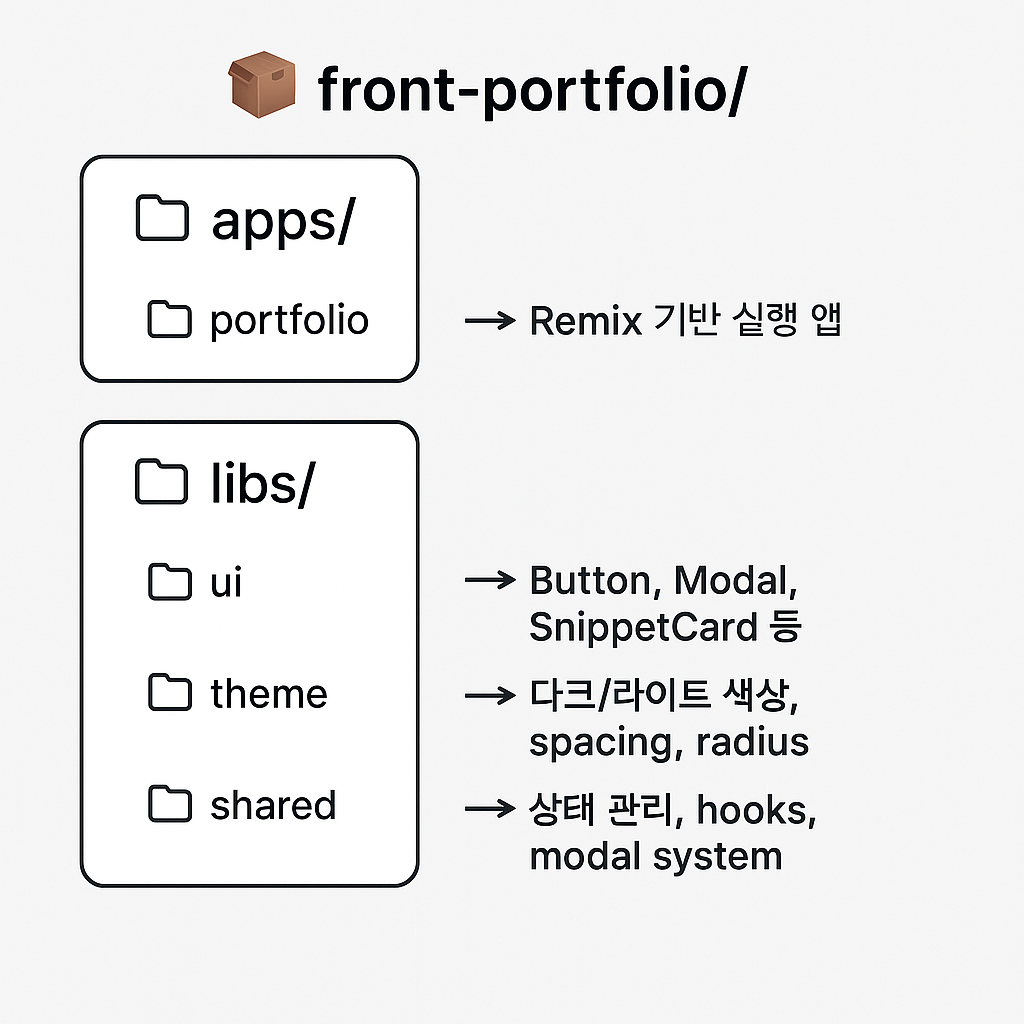 front-portfolio/
apps/
portfolio
→ Remix 기반 실행 앱
libs/
ui
→ Button, Modal,
SnippetCard 등
theme
→ 다크/라이트 색상,
spacing, radius
shared
→ 상태 관리, hooks,
modal system